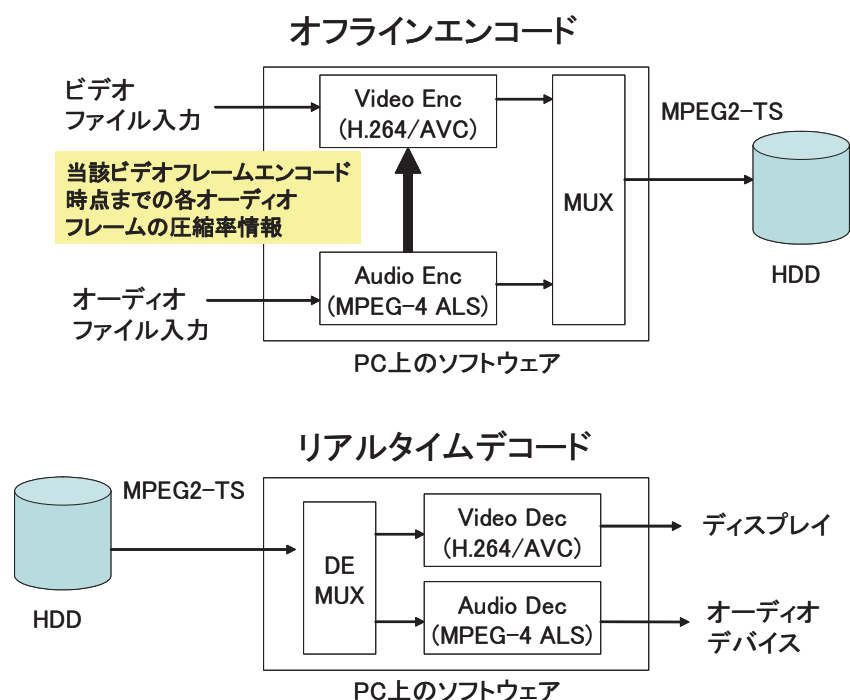 オフラインエンコード
ビデオ
ファイル入力
Video Enc
(H.264/AVC)
MPEG2-TS
当該ビデオフレームエンコード
時点までの各オーディオ
フレームの圧縮率情報
MUX
HDD
オーディオ
ファイル入力
Audio Enc
(MPEG-4 ALS)
PC上のソフトウェア
リアルタイムデコード
MPEG2-TS
HDD
DE
MUX
Video Dec
(H.264/AVC)
ディスプレイ
Audio Dec
(MPEG-4 ALS)
オーディオ
デバイス
PC上のソフトウェア